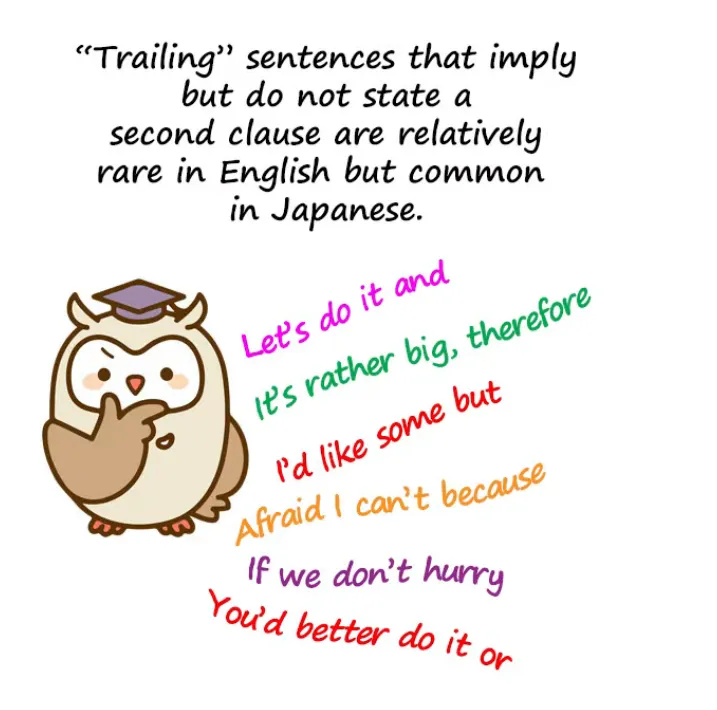 “Trailing” sentences that imply
but do not state a
second clause are relatively
rare in English but common
in Japanese.
Let's do it and
It's rather big, therefore
I'd like some but
Afraid I can't because
If we don't hurry
You'd better do it or